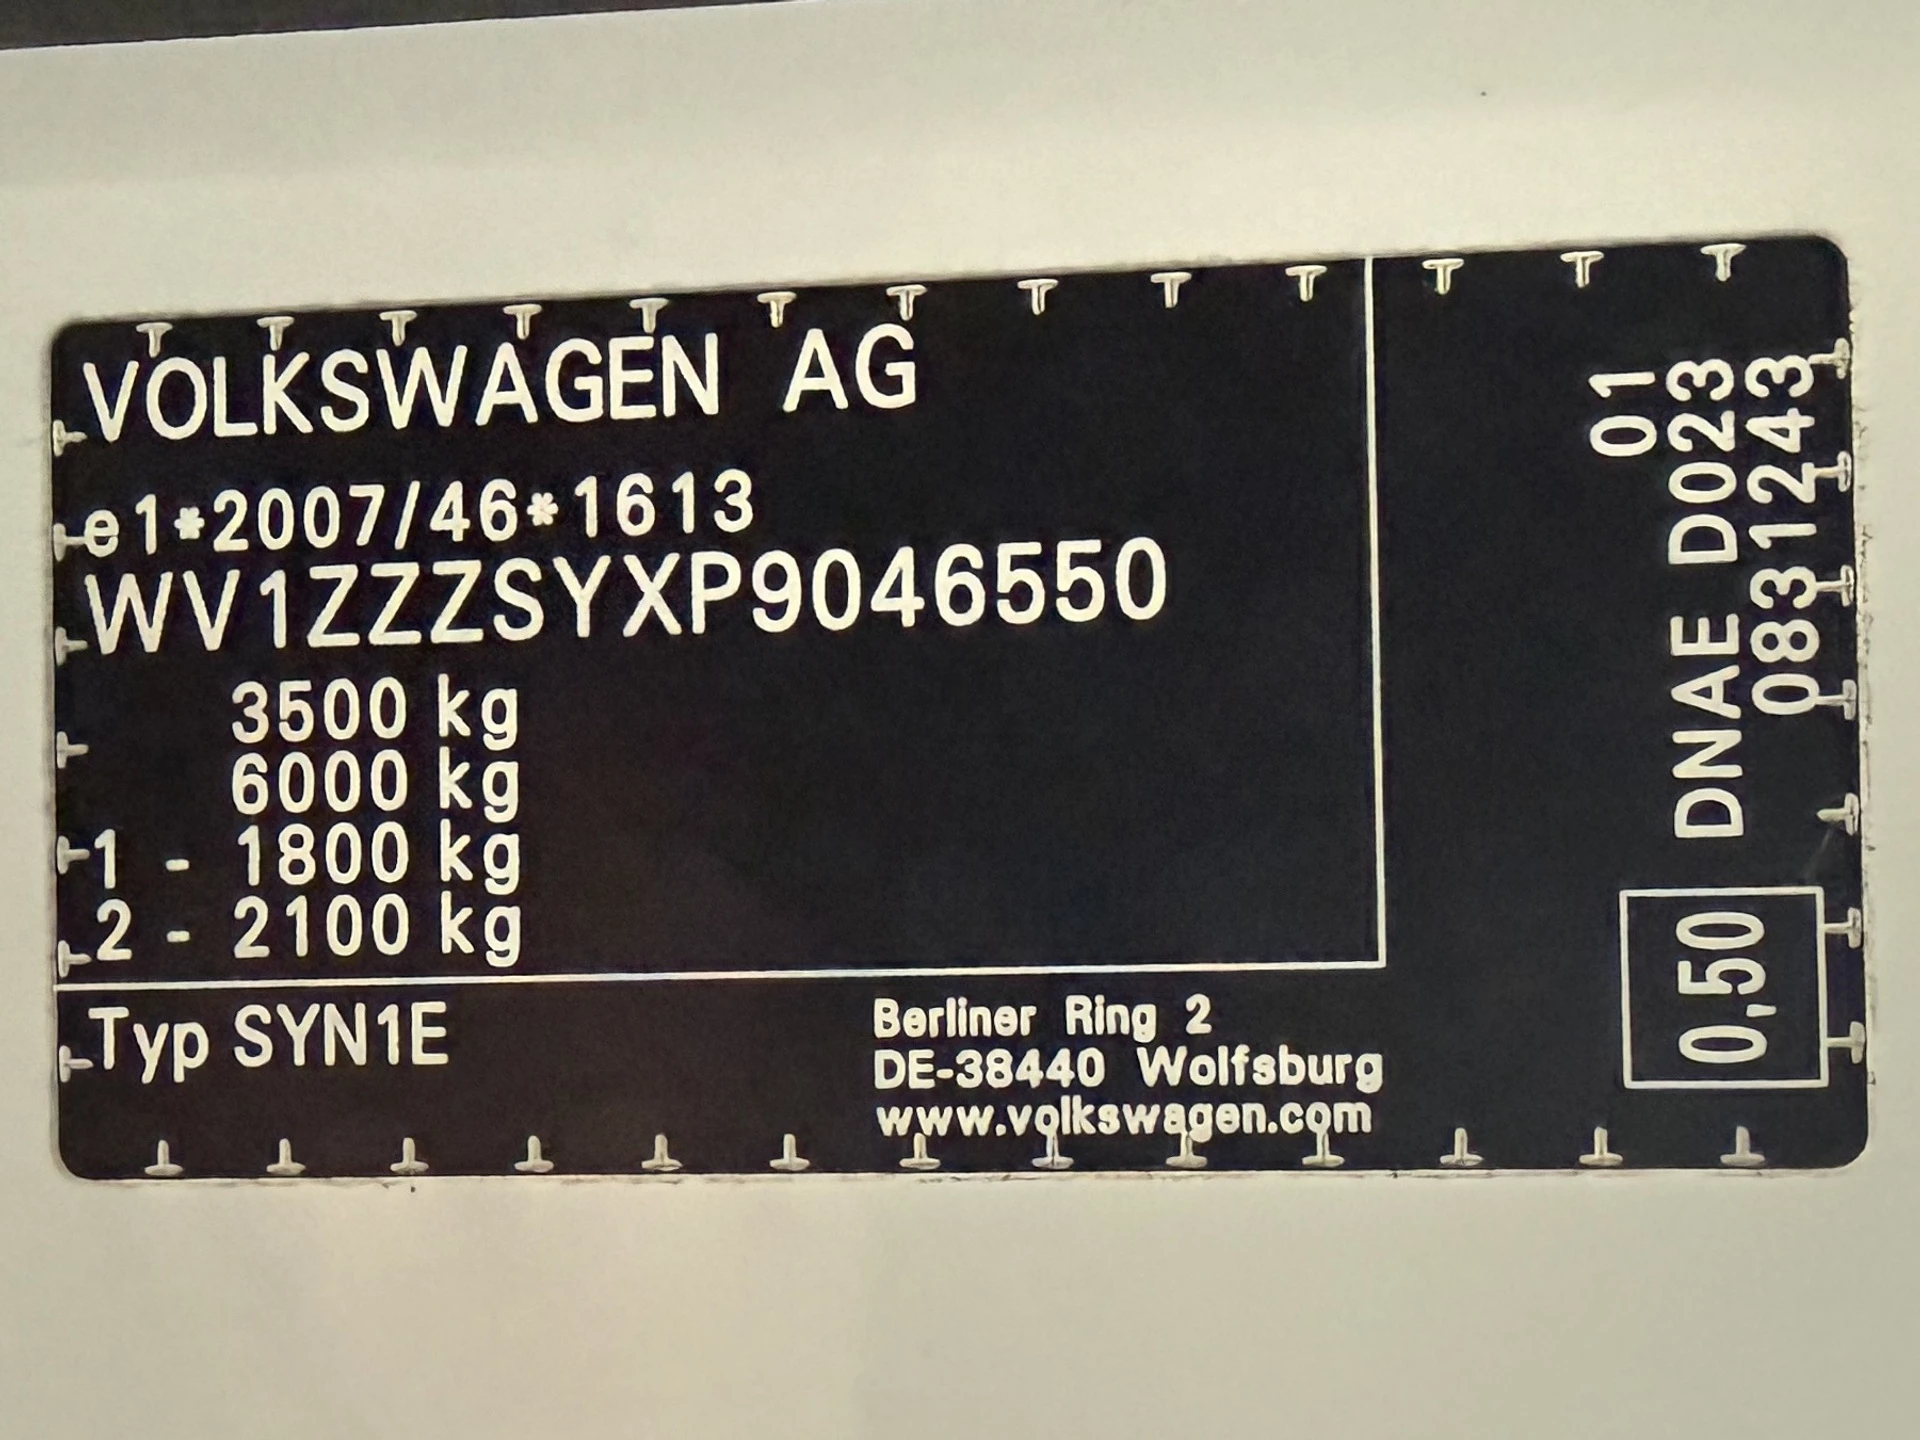 VOLKSWAGEN AG
e1*2007/46*1613
WV1ZZZSYXP9046550
3500 kg
6000 kg
1 - 1800 kg
2 - 2100 kg
Typ SYN1E
Berliner Ring 2
DE-38440 Wolfsburg
www.volkswagen.com
01
DNAE D023
0831243
0,50